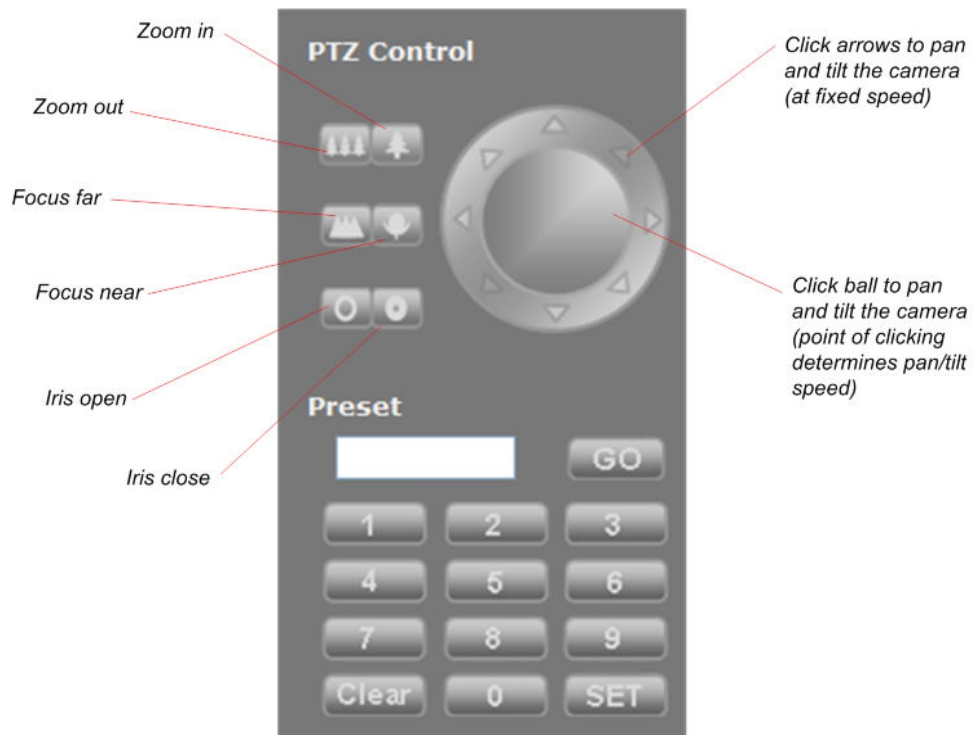 Zoom in
PTZ Control
Click arrows to pan
and tilt the camera
(at fixed speed)
Zoom out
Focus far
Focus near
Click ball to pan
and tilt the camera
(point of clicking
determines pan/tilt
speed)
Iris open
Preset
Iris close
GO
1 2 3
4 5 6
7 8 9
Clear 0 SET